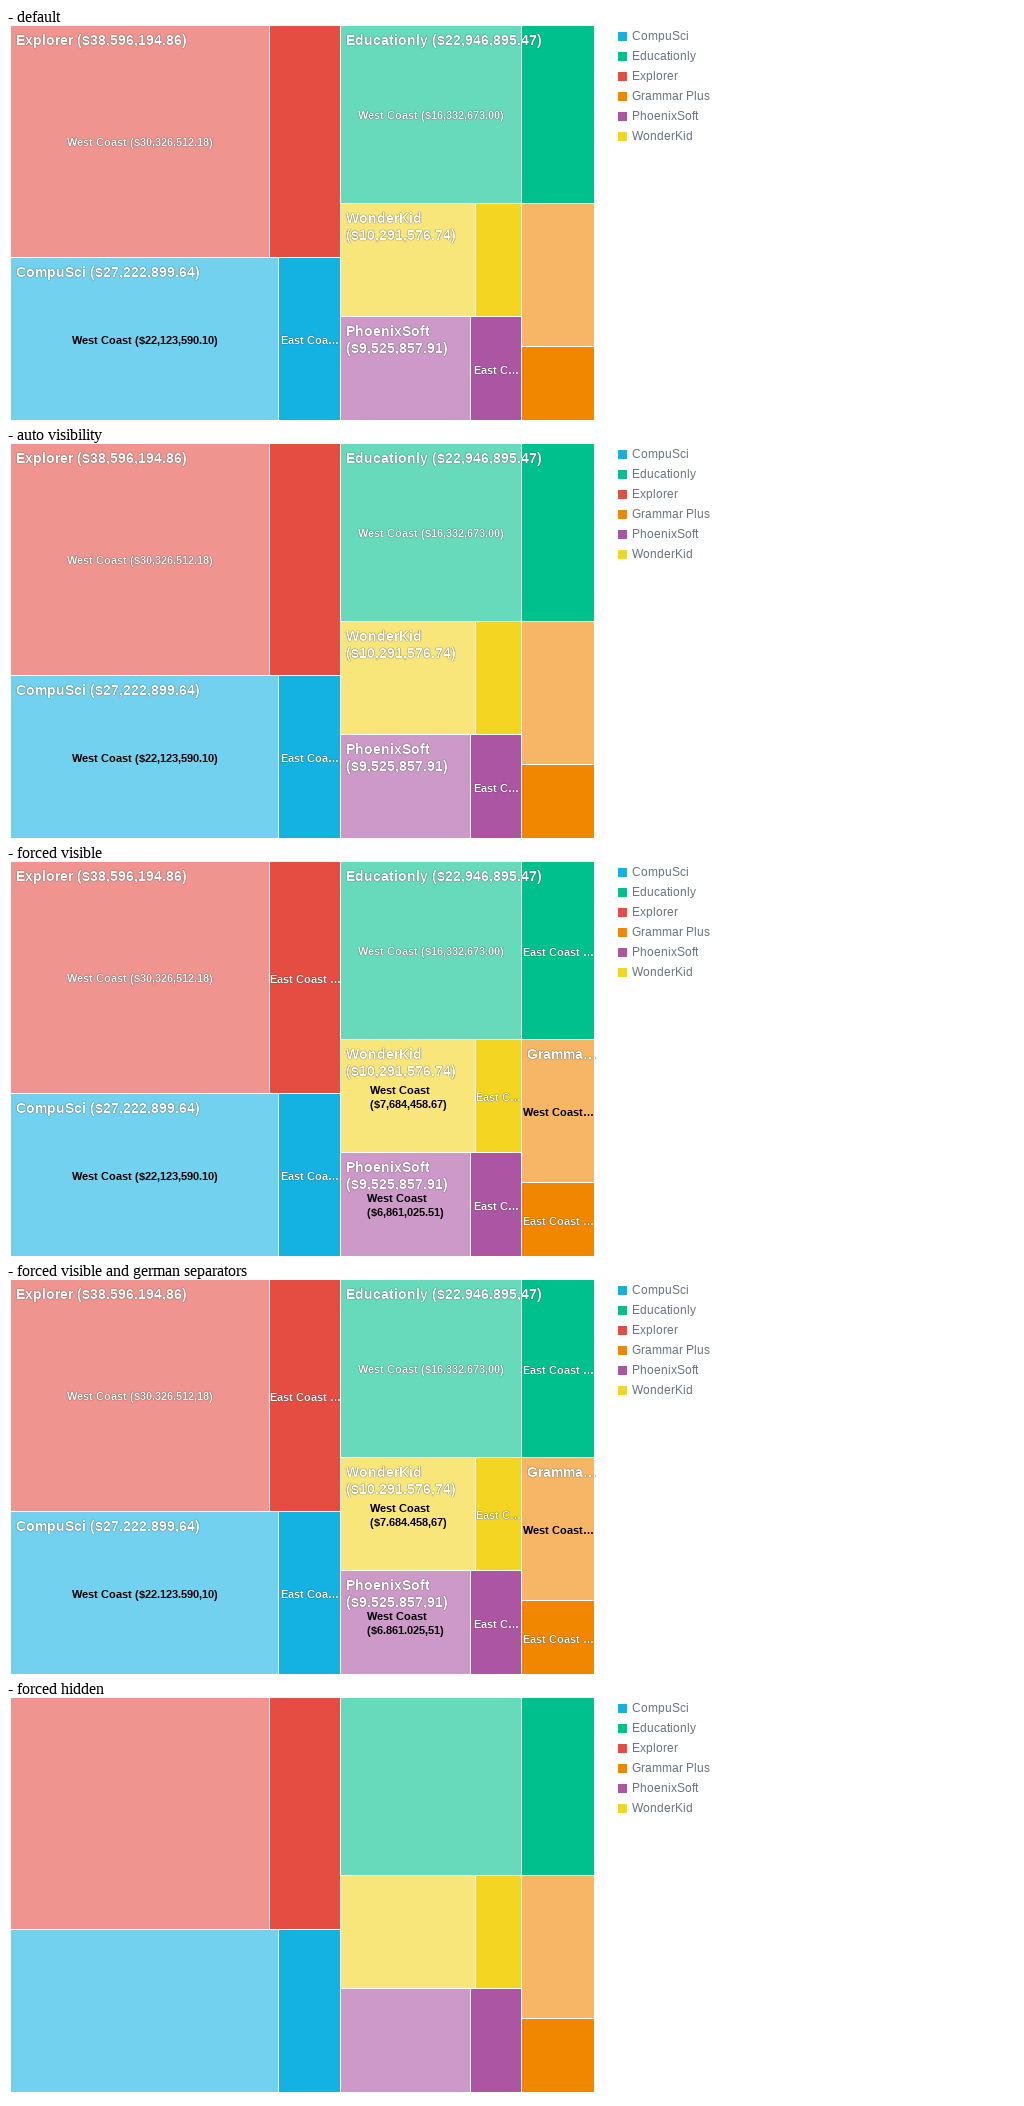 - default
Explorer ($38,596,194.86)
West Coast ($30,326,512.18)
CompuSci ($27,222,899.64)
West Coast ($22,123,590.10)
East Coa…
Educationly ($22,946,895.47)
West Coast ($16,332,673.00)
WonderKid
($10,291,576.74)
PhoenixSoft
($9,525,857.91)
East C…
CompuSci
Educationly
Explorer
Grammar Plus
PhoenixSoft
WonderKid
- auto visibility
Explorer ($38,596,194.86)
West Coast ($30,326,512.18)
CompuSci ($27,222,899.64)
West Coast ($22,123,590.10)
East Coa…
Educationly ($22,946,895.47)
West Coast ($16,332,673.00)
WonderKid
($10,291,576.74)
PhoenixSoft
($9,525,857.91)
East C…
CompuSci
Educationly
Explorer
Grammar Plus
PhoenixSoft
WonderKid
- forced visible
Explorer ($38,596,194.86)
West Coast ($30,326,512.18)
East Coast …
CompuSci ($27,222,899.64)
West Coast ($22,123,590.10)
East Coa…
Educationly ($22,946,895.47)
West Coast ($16,332,673.00)
East Coast …
WonderKid
($10,291,576.74)
West Coast
($7,684,458.67)
East C…
PhoenixSoft
($9,525,857.91)
West Coast
($6,861,025.51)
East C…
Gramma…
West Coast…
East Coast …
CompuSci
Educationly
Explorer
Grammar Plus
PhoenixSoft
WonderKid
- forced visible and german separators
Explorer ($38.596.194,86)
West Coast ($30.326.512,18)
East Coast …
CompuSci ($27.222.899,64)
West Coast ($22.123.590,10)
East Coa…
Educationly ($22.946.895,47)
West Coast ($16.332.673,00)
East Coast …
WonderKid
($10.291.576,74)
West Coast
($7.684.458,67)
East C…
PhoenixSoft
($9.525.857,91)
West Coast
($6.861.025,51)
East C…
Gramma…
West Coast…
East Coast …
CompuSci
Educationly
Explorer
Grammar Plus
PhoenixSoft
WonderKid
- forced hidden
CompuSci
Educationly
Explorer
Grammar Plus
PhoenixSoft
WonderKid